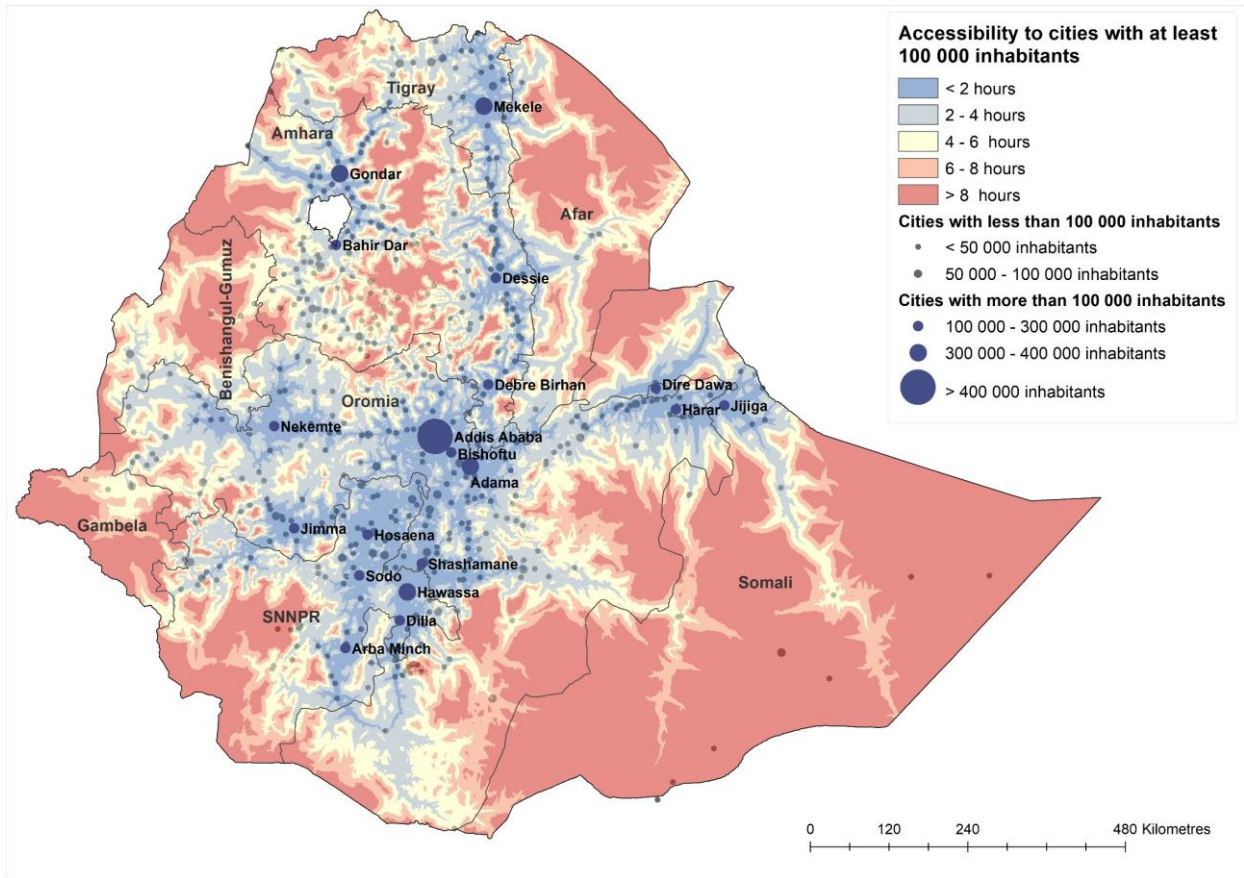 Accessibility to cities with at least
100 000 inhabitants
< 2 hours
2 - 4 hours
4 - 6 hours
6 - 8 hours
> 8 hours
Cities with less than 100 000 inhabitants
< 50 000 inhabitants
50 000 - 100 000 inhabitants
Cities with more than 100 000 inhabitants
100 000 - 300 000 inhabitants
300 000 - 400 000 inhabitants
> 400 000 inhabitants
Tigray
Mekele
Amhara
Gondar
Afar
Bahir Dar
Dessie
Benishangul-Gumuz
Debre Birhan
Dire Dawa
Oromia
Harar
Jijiga
Nekemte
Addis Ababa
Bishoftu
Adama
Gambela
Jimma
Hosaena
Shashamane
Sodo
Somali
Hawassa
SNNPR
Dilla
Arba Minch
0 120 240 480 Kilometres